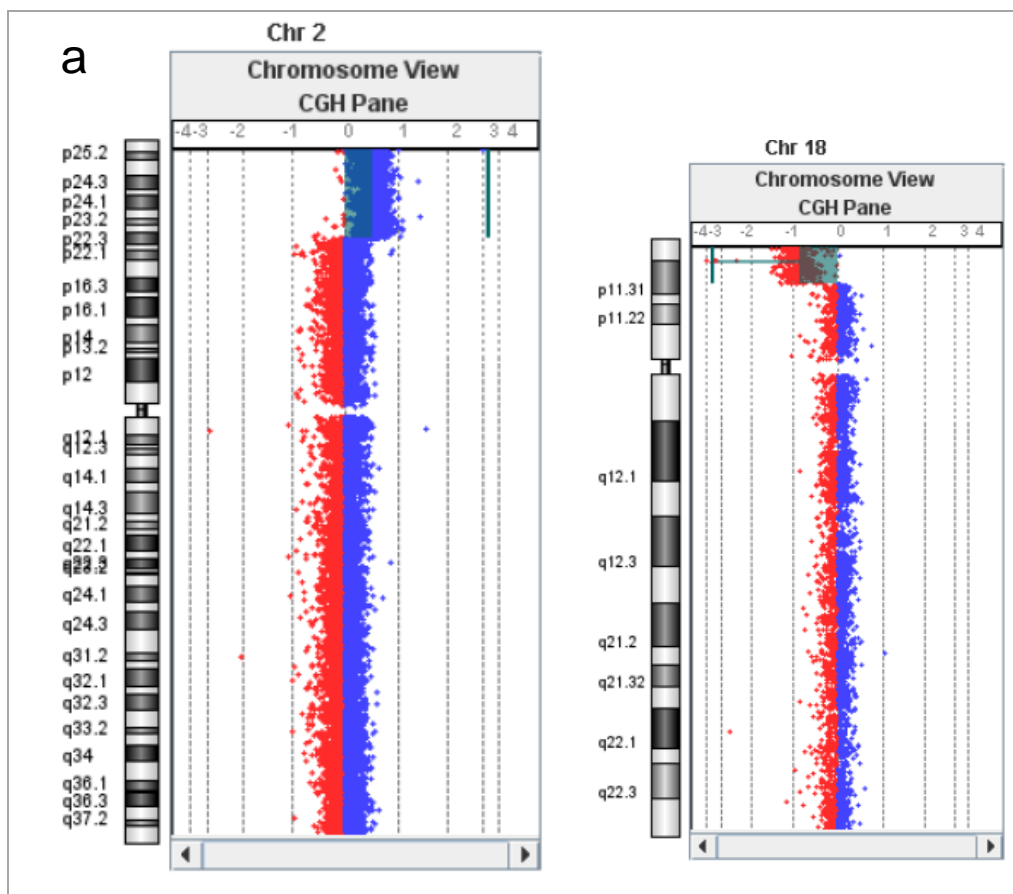 a
Chr 2
Chromosome View
CGH Pane
-4 -3 -2 -1 0 1 2 3 4
p25.2
p24.3
p24.1
p23.2
p22.3
p22.1
p16.3
p16.1
p14
p13.2
p12
q12.1
q12.3
q14.1
q14.3
q21.2
q22.1
q24.1
q24.3
q31.2
q32.1
q32.3
q33.2
q34
q36.1
q36.3
q37.2
Chr 18
Chromosome View
CGH Pane
-4 -3 -2 -1 0 1 2 3 4
p11.31
p11.22
q12.1
q12.3
q21.2
q21.32
q22.1
q22.3